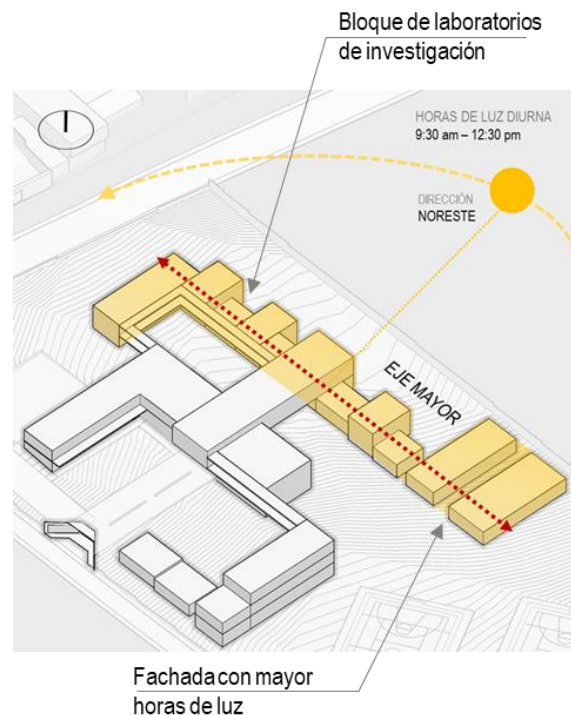 Bloque de laboratorios
de investigación
HORAS DE LUZ DIURNA
9:30 am – 12:30 pm
DIRECCIÓN
NORESTE
EJE MAYOR
Fachada con mayor
horas de luz